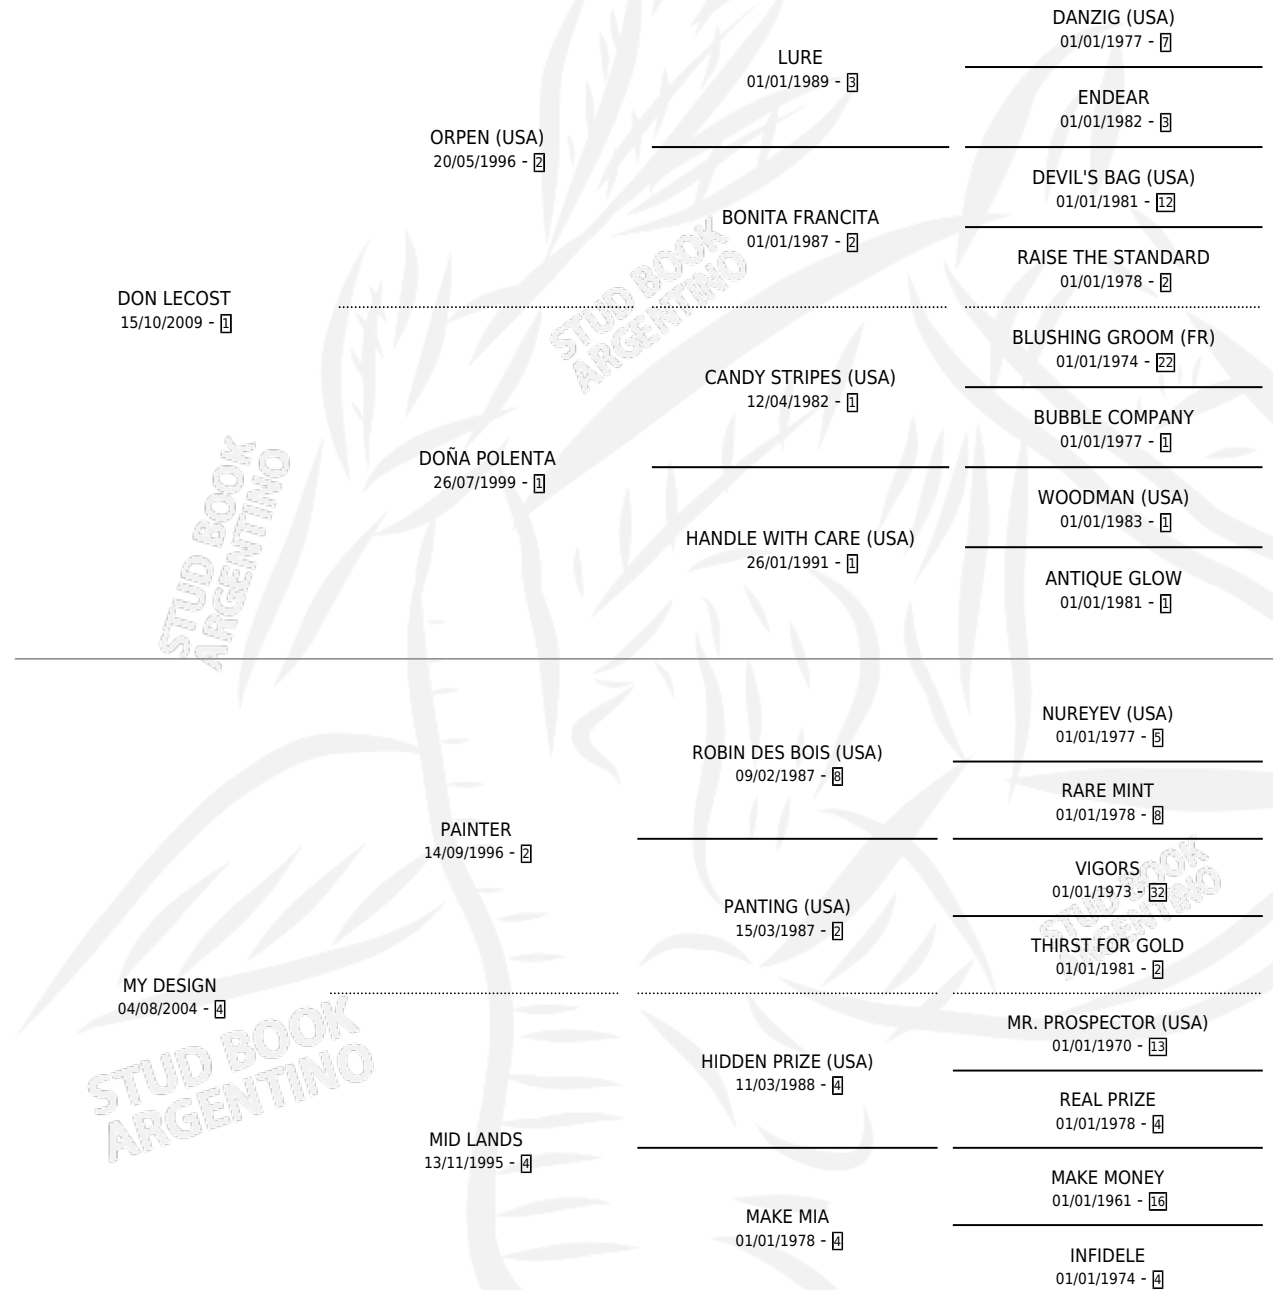 DANZIG (USA)
01/01/1977 - 7
LURE
01/01/1989 - 3
ENDEAR
01/01/1982 - 3
ORPEN (USA)
20/05/1996 - 2
DEVIL'S BAG (USA)
01/01/1981 - 12
BONITA FRANCITA
01/01/1987 - 2
RAISE THE STANDARD
01/01/1978 - 2
DON LECOST
15/10/2009 - 1
BLUSHING GROOM (FR)
01/01/1974 - 22
CANDY STRIPES (USA)
12/04/1982 - 1
BUBBLE COMPANY
01/01/1977 - 1
DOÑA POLENTA
26/07/1999 - 1
WOODMAN (USA)
01/01/1983 - 1
HANDLE WITH CARE (USA)
26/01/1991 - 1
ANTIQUE GLOW
01/01/1981 - 1
STUD BOOK
ARGENTINO
STUD BOOK
ARGENTINO
NUREYEV (USA)
01/01/1977 - 5
ROBIN DES BOIS (USA)
09/02/1987 - 8
RARE MINT
01/01/1978 - 8
PAINTER
14/09/1996 - 2
VIGORS
01/01/1973 - 32
PANTING (USA)
15/03/1987 - 2
THIRST FOR GOLD
01/01/1981 - 2
MY DESIGN
04/08/2004 - 4
MR. PROSPECTOR (USA)
01/01/1970 - 13
HIDDEN PRIZE (USA)
11/03/1988 - 4
REAL PRIZE
01/01/1978 - 4
MID LANDS
13/11/1995 - 4
MAKE MONEY
01/01/1961 - 16
MAKE MIA
01/01/1978 - 4
INFIDELE
01/01/1974 - 4
STUD BOOK
ARGENTINO
STUD BOOK
ARGENTINO